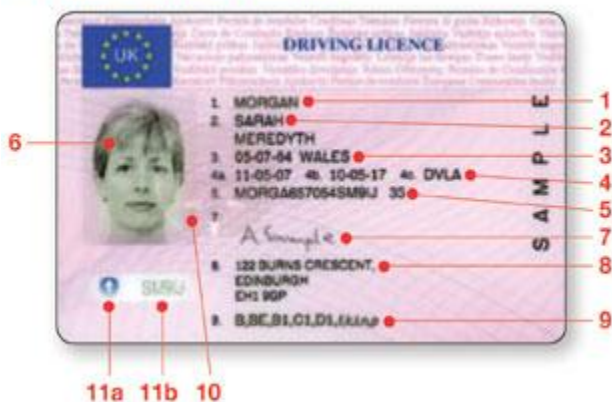 UK
DRIVING LICENCE
1. MORGAN
2. SARAH
MEREDYTH
3. 05-07-64 WALES
4a. 11-05-07 4b. 10-05-17 4c. DVLA
5. MORGA657054SM9IJ 35
7.
A Sample
8. 122 BURNS CRESCENT,
EDINBURGH
EH1 9GP
9. B,BE,B1,C1,D1,f,k,l,n,p
SM9IJ
SAMPLE
1
2
3
4
5
6
7
8
9
10
11a
11b